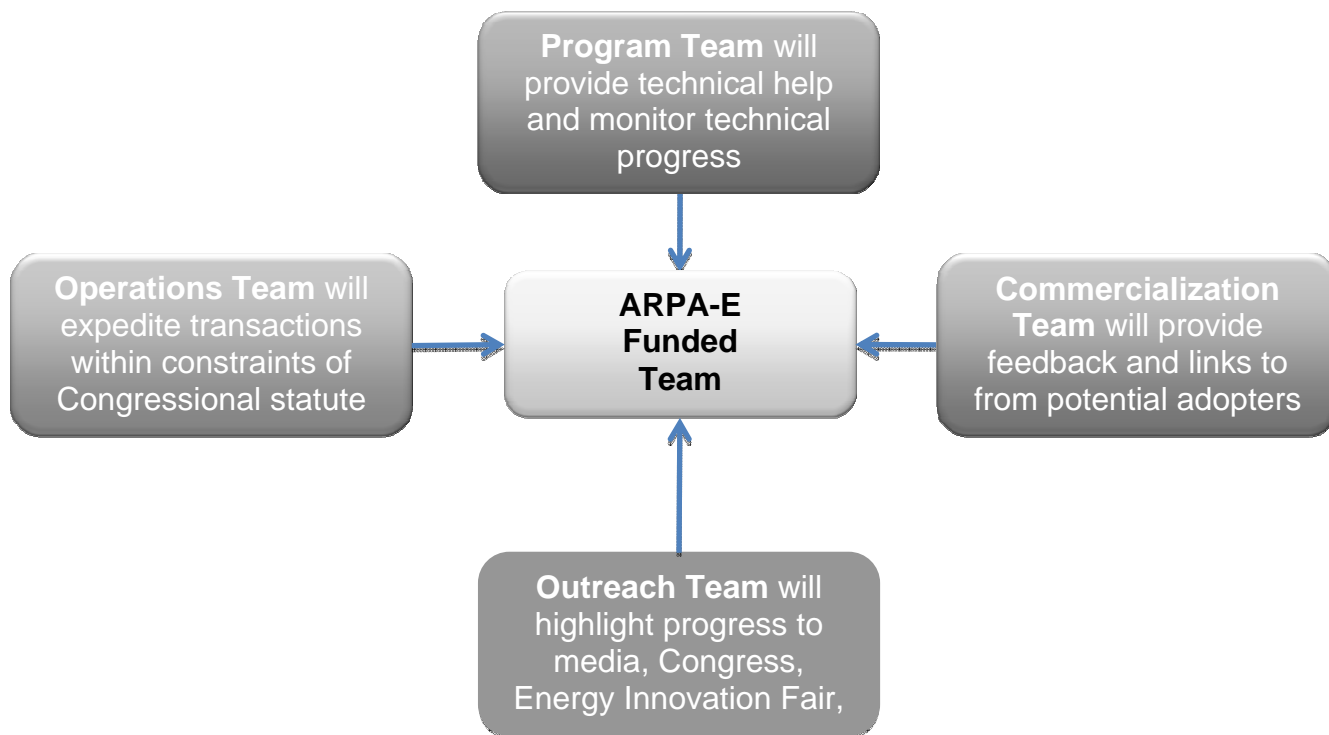 Program Team will
provide technical help
and monitor technical
progress
Operations Team will
expedite transactions
within constraints of
Congressional statute
ARPA-E
Funded
Team
Commercialization
Team will provide
feedback and links to
from potential adopters
Outreach Team will
highlight progress to
media, Congress,
Energy Innovation Fair,